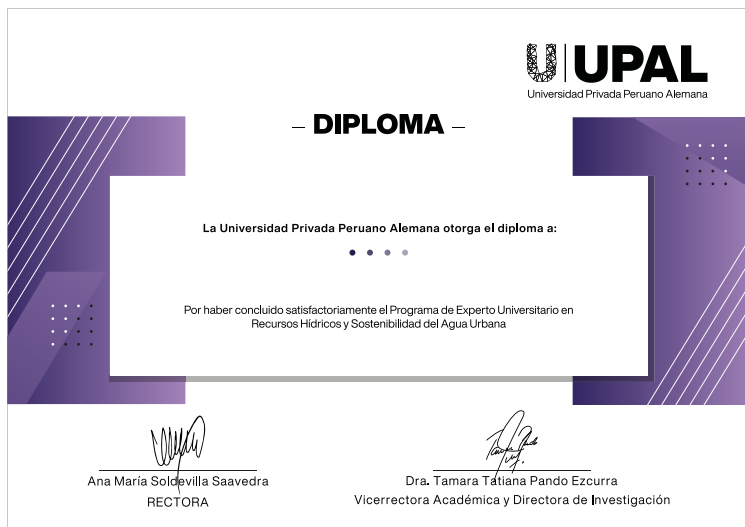 UPAL
Universidad Privada Peruano Alemana
– DIPLOMA –
La Universidad Privada Peruano Alemana otorga el diploma a:
Por haber concluido satisfactoriamente el Programa de Experto Universitario en
Recursos Hídricos y Sostenibilidad del Agua Urbana
Ana María Soldevilla Saavedra
RECTORA
Dra. Tamara Tatiana Pando Ezcurra
Vicerrectora Académica y Directora de Investigación